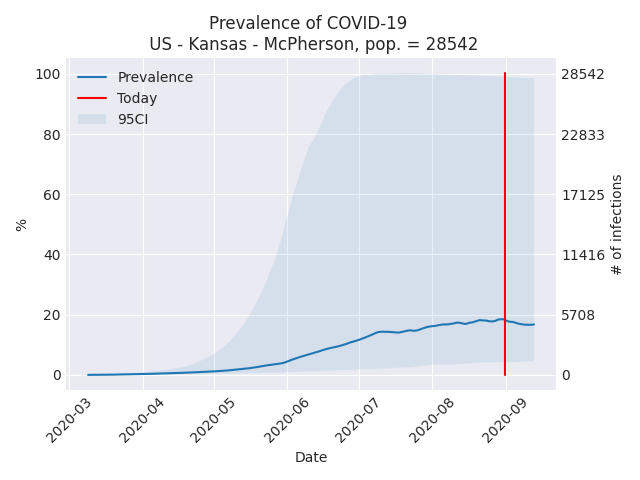 Prevalence of COVID-19
US - Kansas - McPherson, pop. = 28542
Prevalence
Today
95CI
100
80
60
40
20
0
%
28542
22833
17125
11416
5708
0
# of infections
2020-03
2020-04
2020-05
2020-06
2020-07
2020-08
2020-09
Date